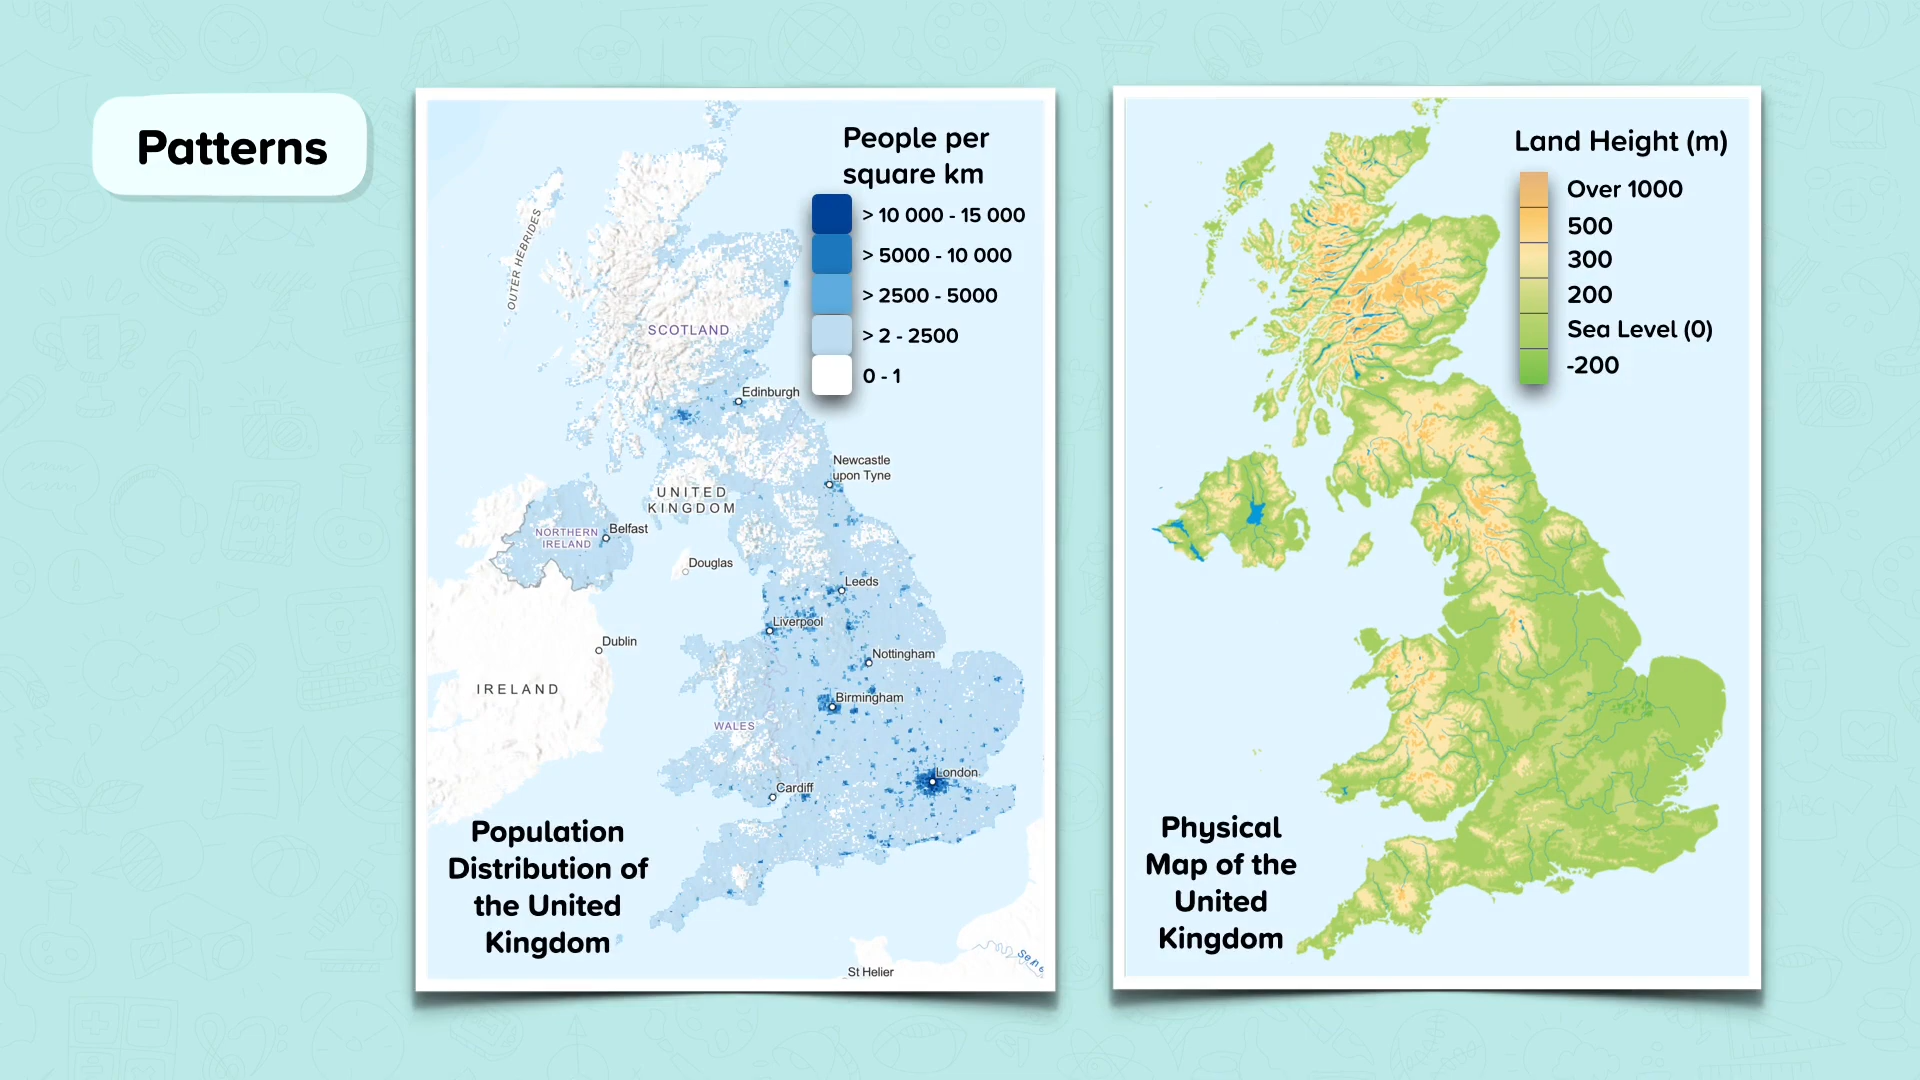 Patterns
People per
square km
> 10 000 - 15 000
> 5000 - 10 000
> 2500 - 5000
> 2 - 2500
0 - 1
OUTER HEBRIDES
SCOTLAND
Edinburgh
Newcastle
upon Tyne
UNITED
KINGDOM
NORTHERN
IRELAND
Belfast
Douglas
Leeds
Liverpool
Dublin
Nottingham
IRELAND
Birmingham
WALES
London
Cardiff
Population
Distribution of
the United
Kingdom
St Helier
Land Height (m)
Over 1000
500
300
200
Sea Level (0)
-200
Physical
Map of the
United
Kingdom